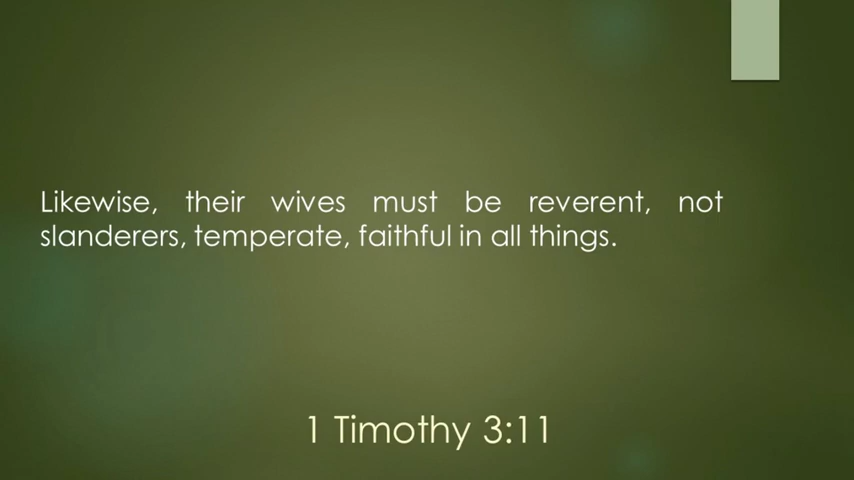 Likewise, their wives must be reverent, not
slanderers, temperate, faithful in all things.
1 Timothy 3:11